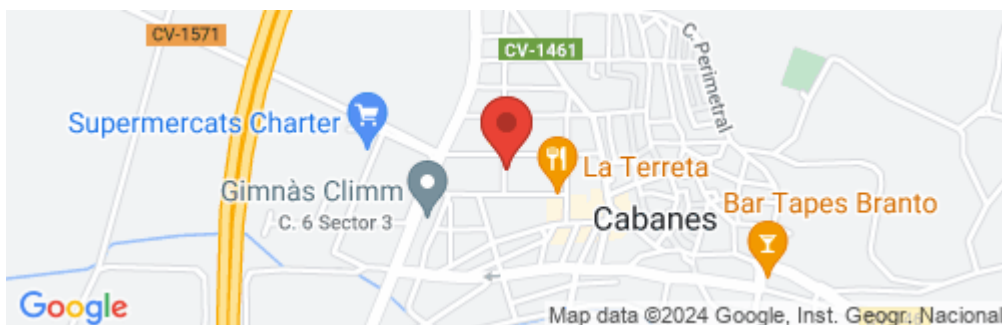 CV-1571
CV-1461
C. Perimetral
Supermercats Charter
La Terreta
Gimnàs Climm
C. 6 Sector 3
Bar Tapes Branto
Cabanes
Google
Map data ©2024 Google, Inst. Geogr. Nacional